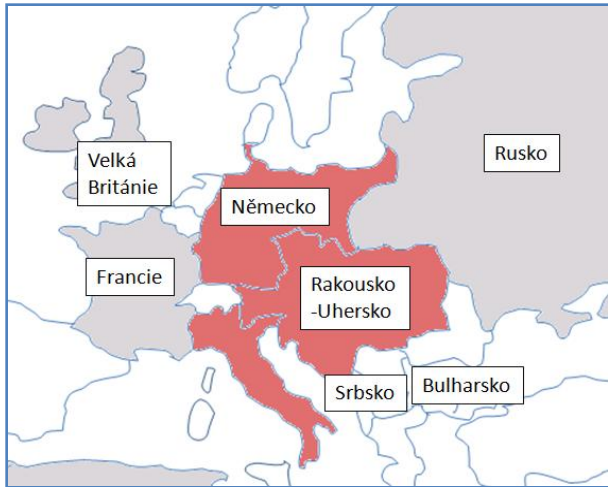 Velká
Británie
Rusko
Německo
Francie
Rakousko
-Uhersko
Srbsko
Bulharsko